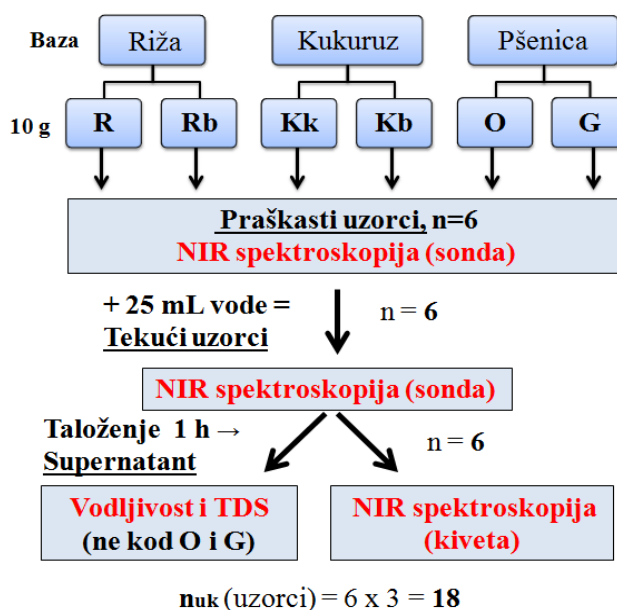 Baza Riža Kukuruz Pšenica
10 g R Rb Kk Kb O G
Praškasti uzorci, n=6
NIR spektroskopija (sonda)
+ 25 mL vode =
Tekući uzorci
n = 6
NIR spektroskopija (sonda)
Taloženje 1 h →
Supernatant
n = 6
Vodljivost i TDS
(ne kod O i G)
NIR spektroskopija
(kiveta)
nuk (uzorci) = 6 x 3 = 18